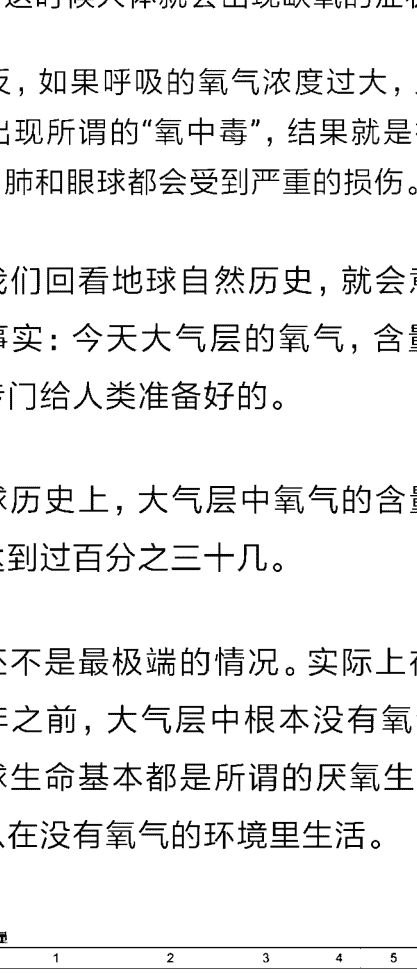 这时候人体就会出现缺氧的症
反，如果呼吸的氧气浓度过大，
出现所谓的“氧中毒”，结果就是
肺和眼球都会受到严重的损伤。
我们回看地球自然历史，就会意
事实：今天大气层的氧气，含量
专门给人类准备好的。
球历史上，大气层中氧气的含量
达到过百分之三十几。
还不是最极端的情况。实际上在
年之前，大气层中根本没有氧
球生命基本都是所谓的厌氧生
以在没有氧气的环境里生活。
量
1 2 3 4 5